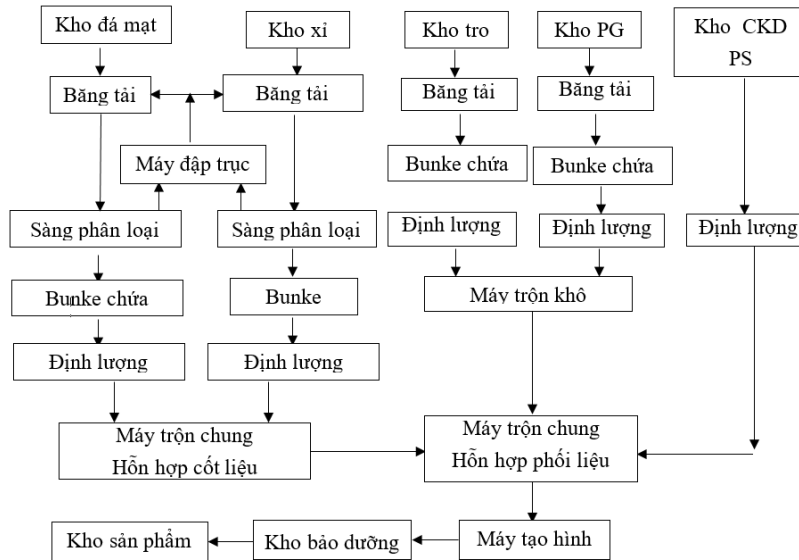 Kho đá mạt
Kho xỉ
Kho tro
Kho PG
Kho CKD
PS
Băng tải
Băng tải
Băng tải
Băng tải
Máy đập trục
Bunke chứa
Bunke chứa
Sàng phân loại
Sàng phân loại
Định lượng
Định lượng
Định lượng
Bunke chứa
Bunke
Máy trộn khô
Định lượng
Định lượng
Máy trộn chung
Hỗn hợp cốt liệu
Máy trộn chung
Hỗn hợp phối liệu
Kho sản phẩm
Kho bảo dưỡng
Máy tạo hình